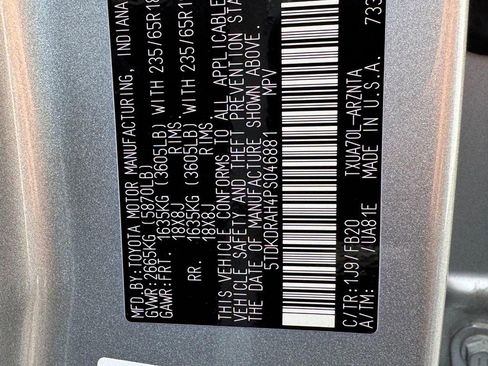 MFD.BY:TOYOTA MOTOR MANUFACTURING, INDIANA
GVWR:2665KG (5870LB)
GAWR:FRT. 1635KG (3605LB) WITH 235/65R18
18X8J RIMS,
RR. 1635KG (3605LB) WITH 235/65R1
18X8J RIMS,
THIS VEHICLE CONFORMS TO ALL APPLICABLE
VEHICLE SAFETY AND THEFT PREVENTION STA
THE DATE OF MANUFACTURE SHOWN ABOVE.
5TDKDRAH4PS046881 MPV
C/TR:1J9/FB20 TXUA70L-ARZNTA
A/TM: /UA81E MADE IN U.S.A. 733